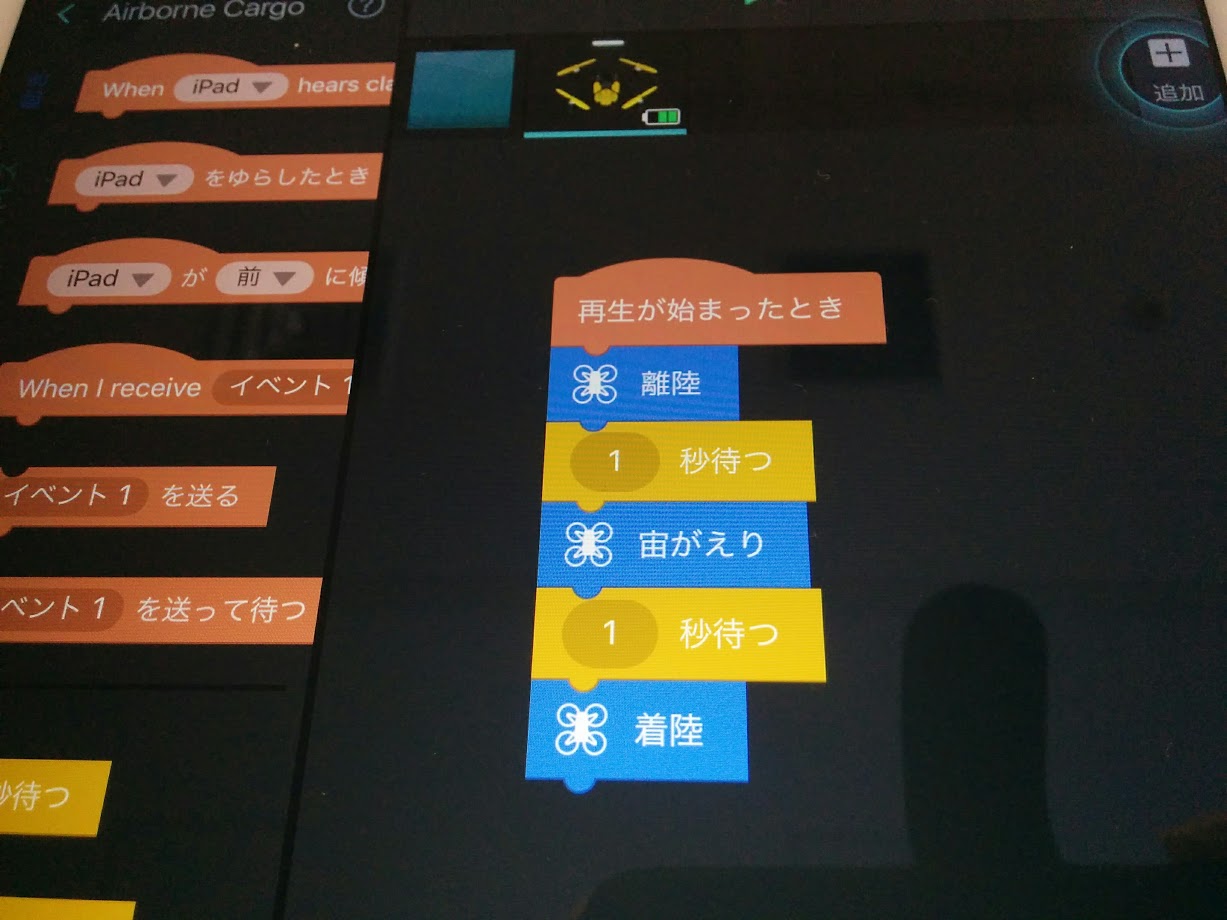 Airborne Cargo ?
When iPad hears cla
iPad をゆらしたとき
iPad が 前 に傾
When I receive イベント 1
イベント 1 を送る
ベント 1 を送って待つ
秒待つ
追加
再生が始まったとき
離陸
1 秒待つ
宙がえり
1 秒待つ
着陸